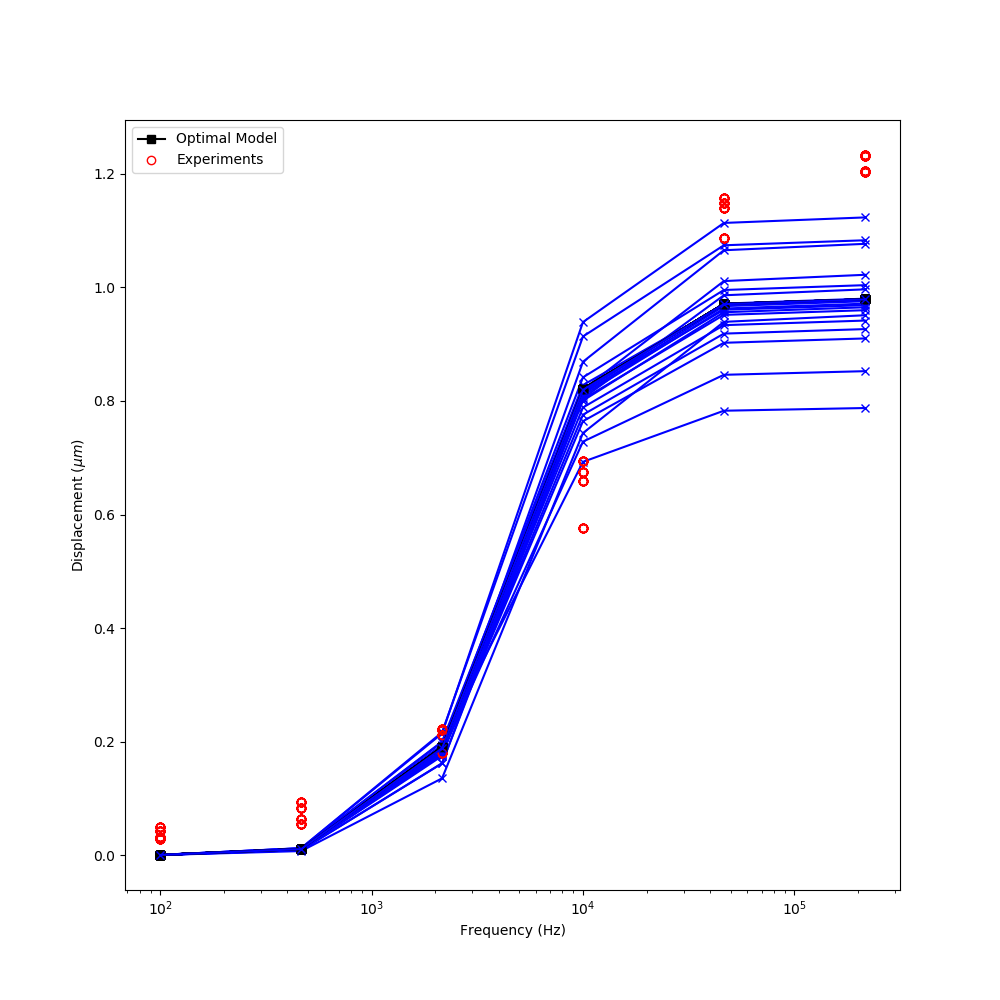 Optimal Model
Experiments
1.2
1.0
0.8
0.6
0.4
0.2
0.0
Displacement (μm)
10²
10³
10⁴
10⁵
Frequency (Hz)